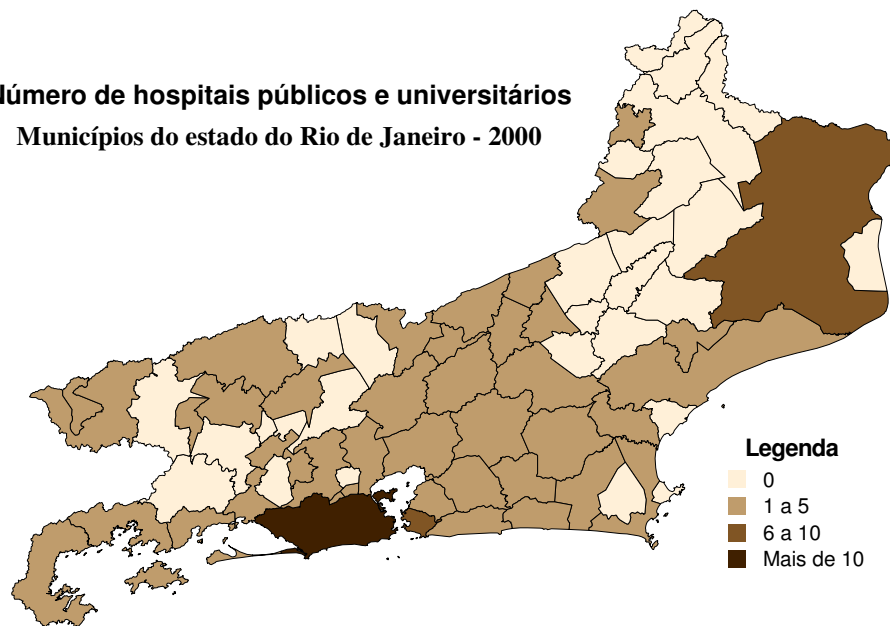 Número de hospitais públicos e universitários
Municípios do estado do Rio de Janeiro - 2000
Legenda
0
1 a 5
6 a 10
Mais de 10